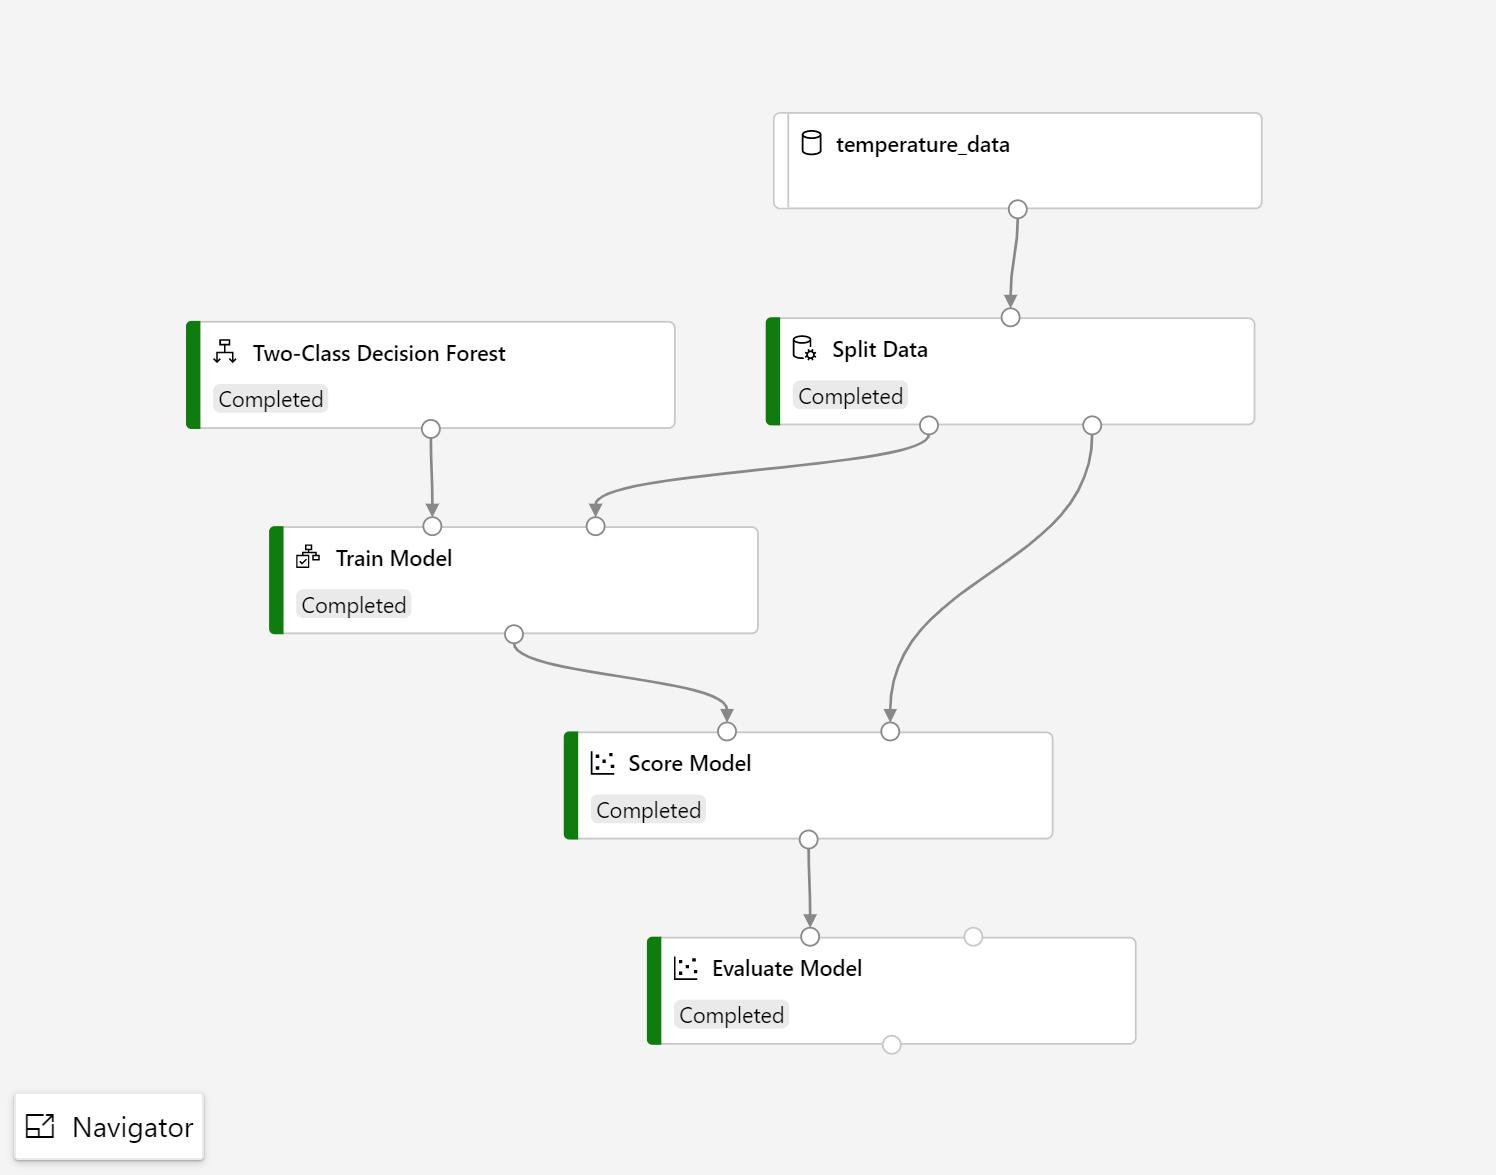 temperature_data
Two-Class Decision Forest
Completed
Split Data
Completed
Train Model
Completed
Score Model
Completed
Evaluate Model
Completed
Navigator